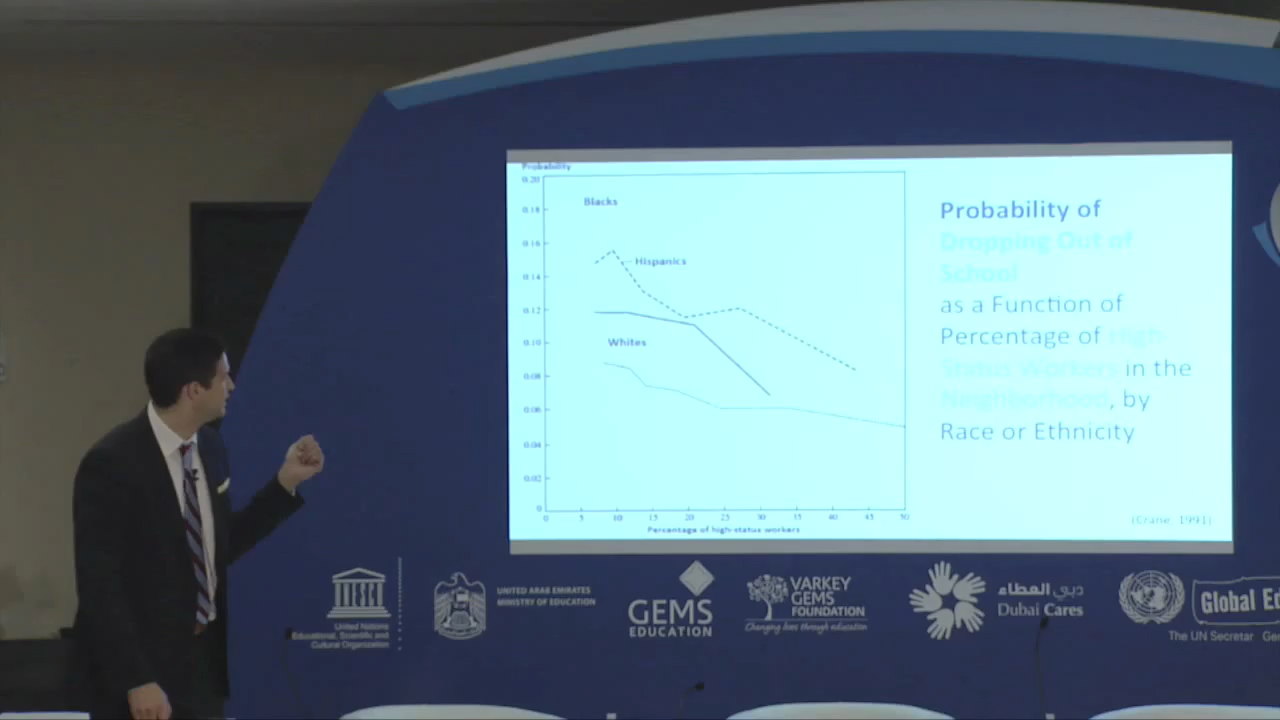 Probability
0.20
0.18
0.16
0.14
0.12
0.10
0.08
0.06
0.04
0.02
0
Blacks
Hispanics
Whites
0 5 10 15 20 25 30 35 40 45 50
Percentage of high-status workers
Probability of
Dropping Out of
School
as a Function of
Percentage of High-
Status Workers in the
Neighborhood, by
Race or Ethnicity
(Crane, 1991)
United Nations
Educational, Scientific and
Cultural Organization
UNITED ARAB EMIRATES
MINISTRY OF EDUCATION
GEMS
EDUCATION
VARKEY
GEMS
FOUNDATION
Changing lives through education
دبي العطاء
Dubai Cares
Global E
The UN Secretar Ge